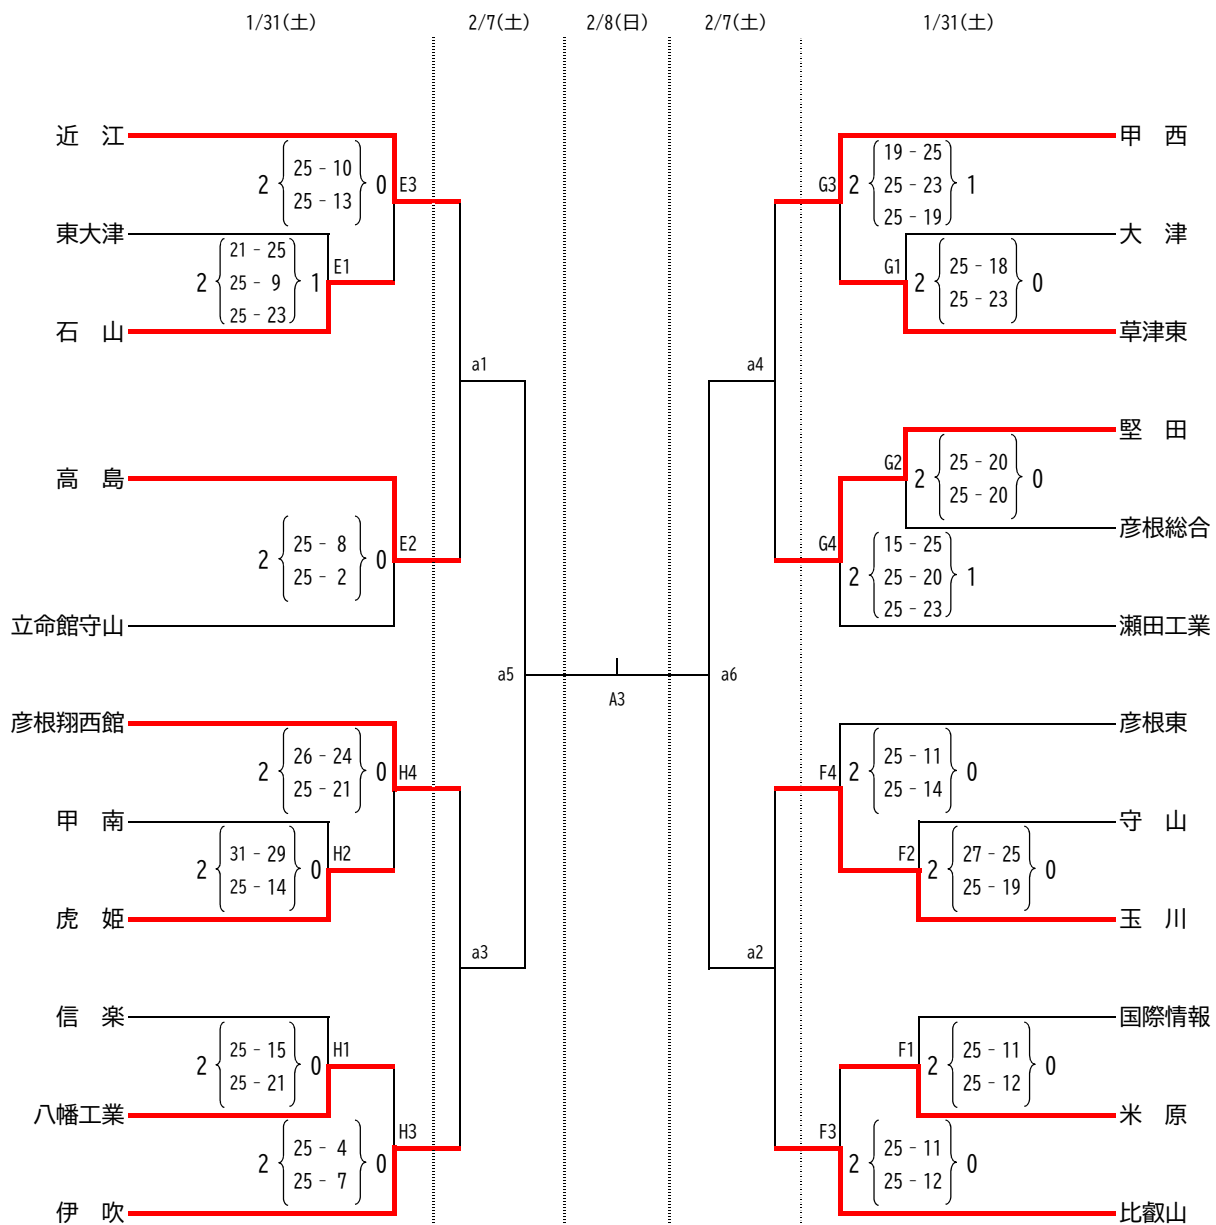 1/31(土) 2/7(土) 2/8(日) 2/7(土) 1/31(土)
近　江
2 25 - 10 0 E3
25 - 13
東大津
21 - 25
2 25 - 9 1 E1
25 - 23
石　山
a1
高　島
2 25 - 8 0 E2
25 - 2
立命館守山
a5
彦根翔西館
2 26 - 24 0 H4
25 - 21
甲　南
2 31 - 29 0 H2
25 - 14
虎　姫
a3
信　楽
2 25 - 15 0 H1
25 - 21
八幡工業
2 25 - 4 0 H3
25 - 7
伊　吹
A3
甲　西
19 - 25
G3 2 25 - 23 1
25 - 19
大　津
G1 2 25 - 18 0
25 - 23
草津東
a4
堅　田
G2 2 25 - 20 0
25 - 20
彦根総合
15 - 25
G4 2 25 - 20 1
25 - 23
瀬田工業
a6
彦根東
F4 2 25 - 11 0
25 - 14
守　山
F2 2 27 - 25 0
25 - 19
玉　川
a2
国際情報
F1 2 25 - 11 0
25 - 12
米　原
F3 2 25 - 11 0
25 - 12
比叡山